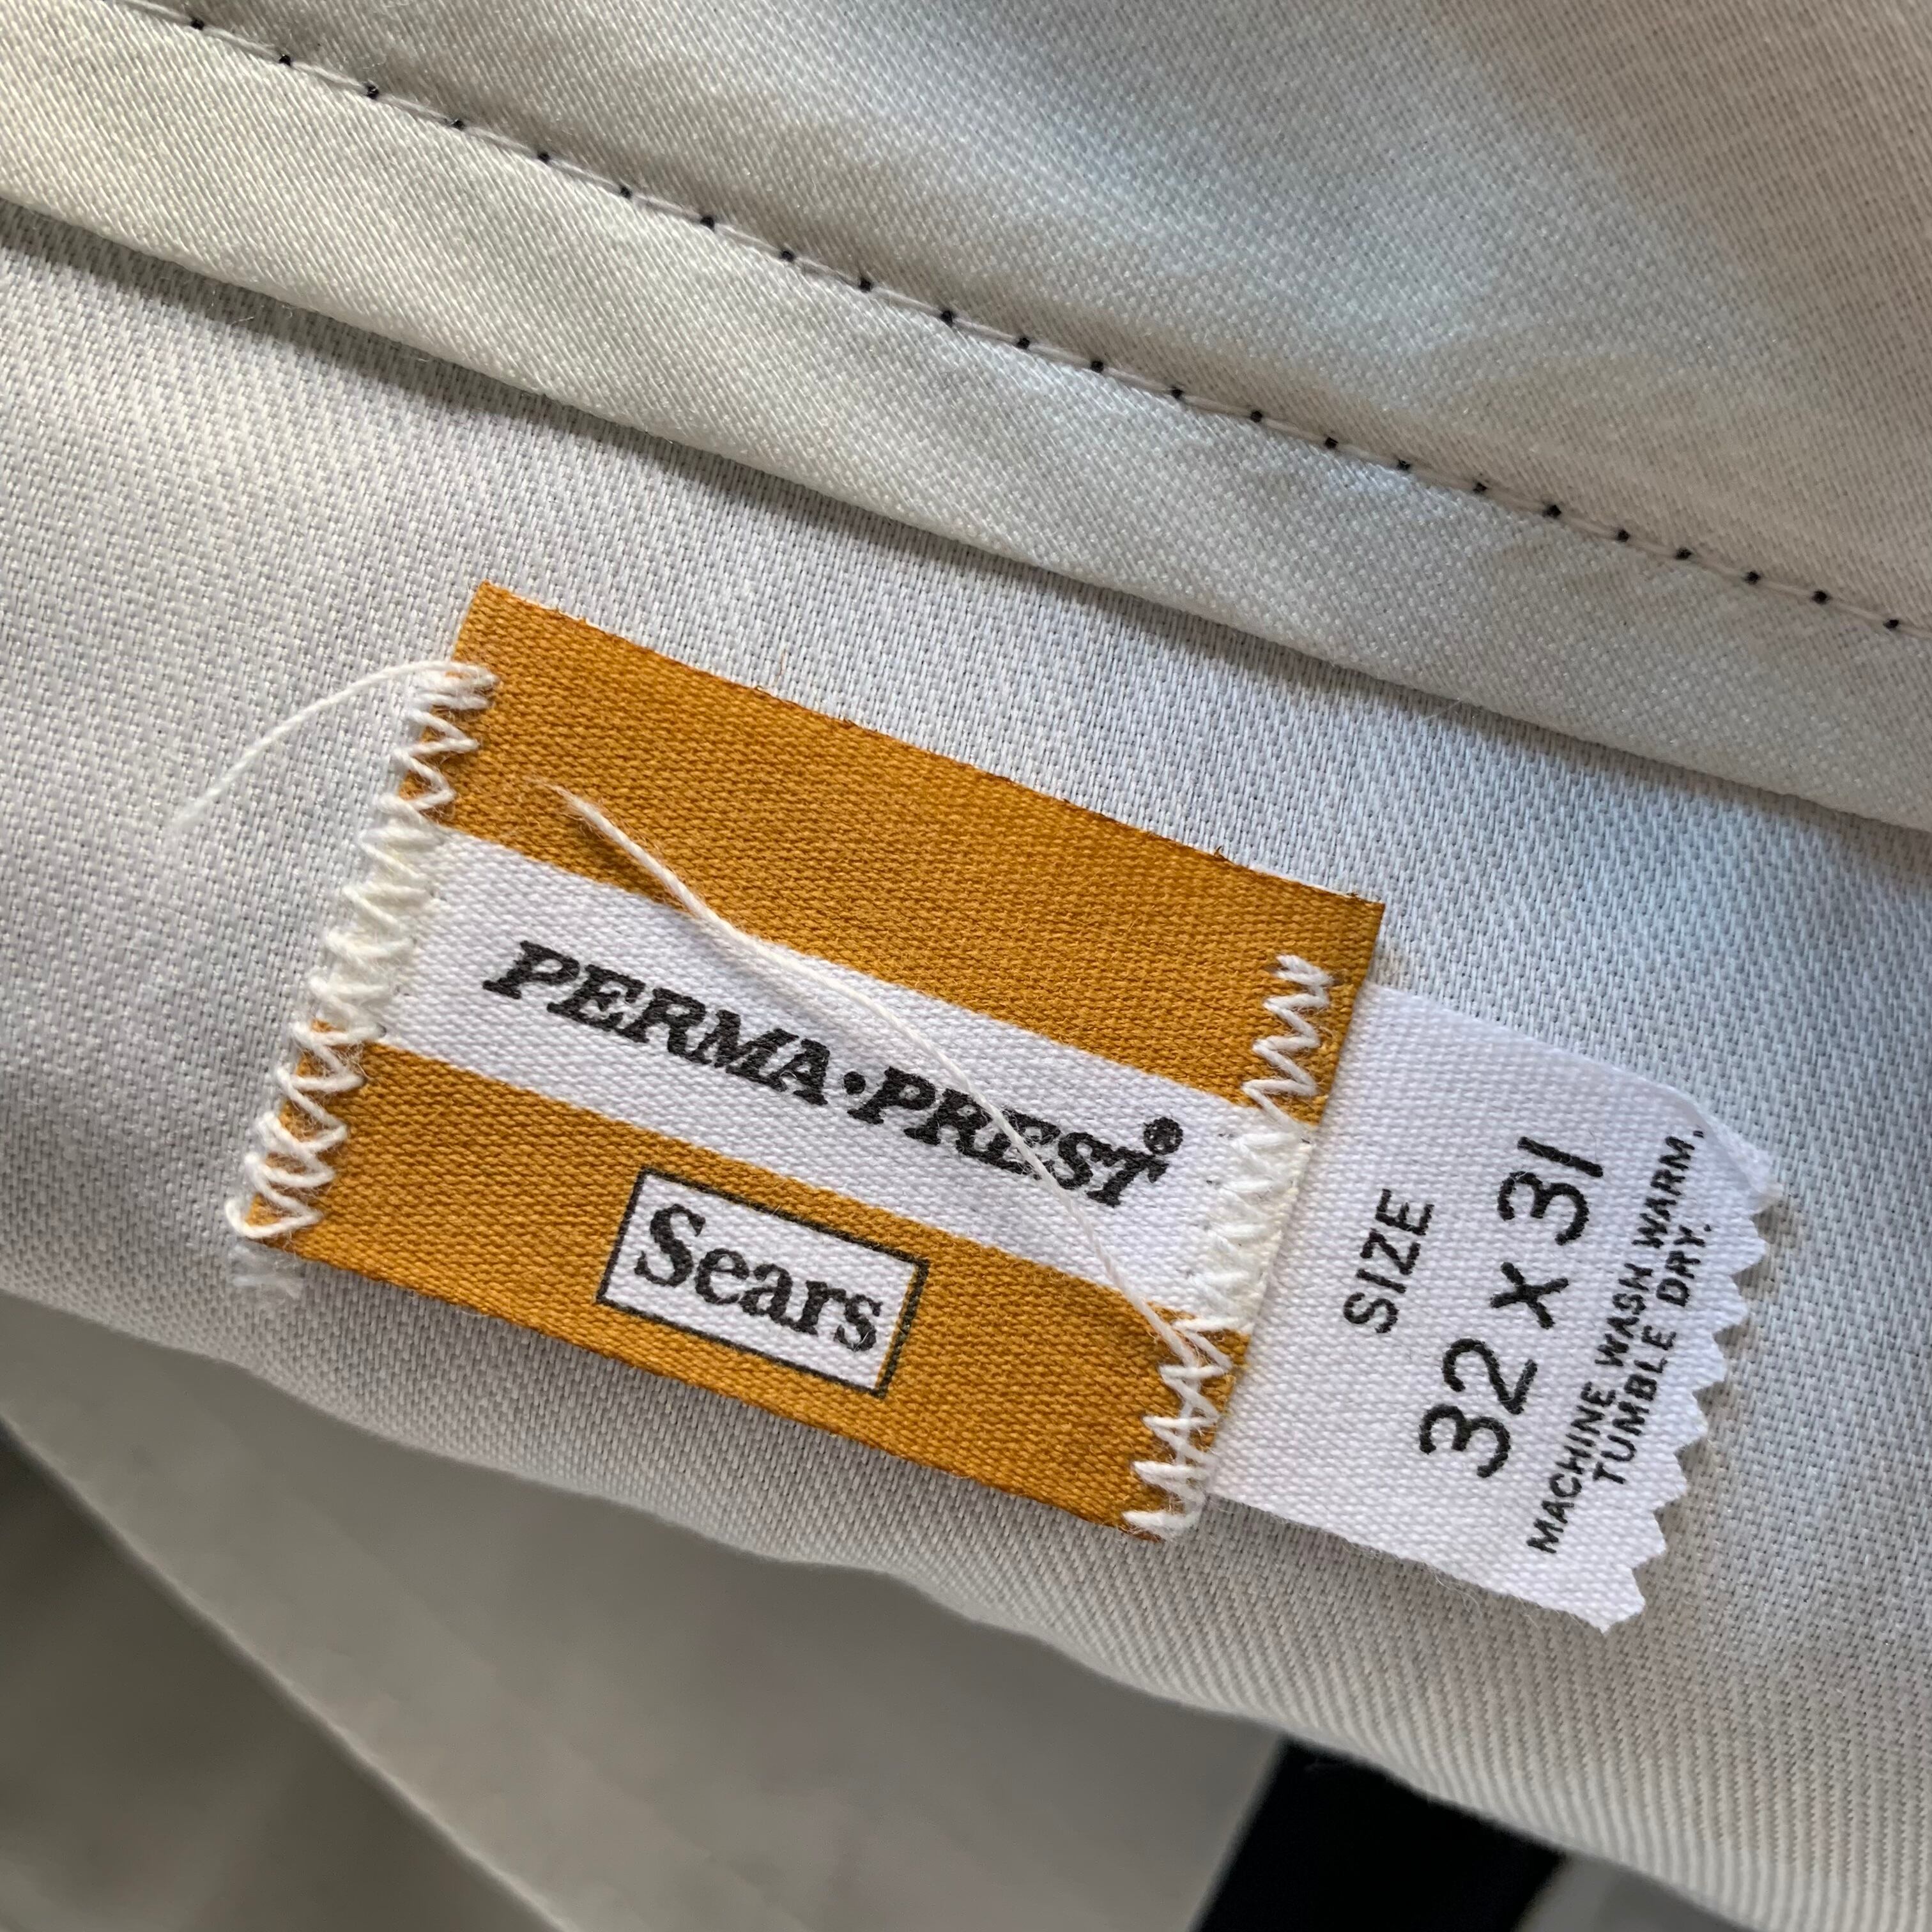 PERMA•PREST®
Sears
SIZE
32 x 31
MACHINE WASH WARM,
TUMBLE DRY.